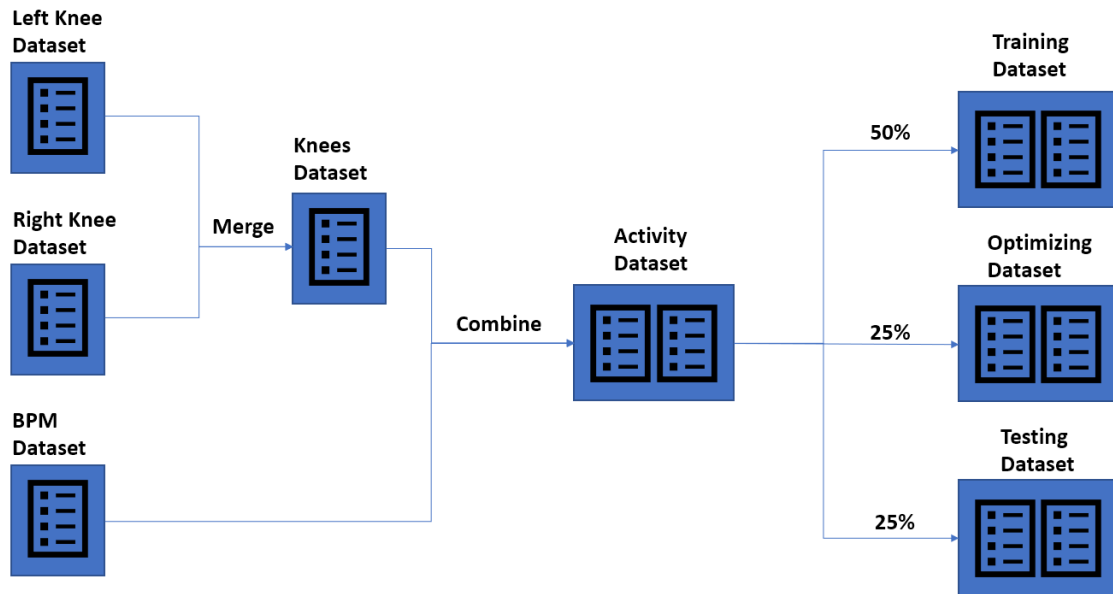 Left Knee
Dataset
Right Knee
Dataset
BPM
Dataset
Merge
Knees
Dataset
Combine
Activity
Dataset
50%
25%
25%
Training
Dataset
Optimizing
Dataset
Testing
Dataset